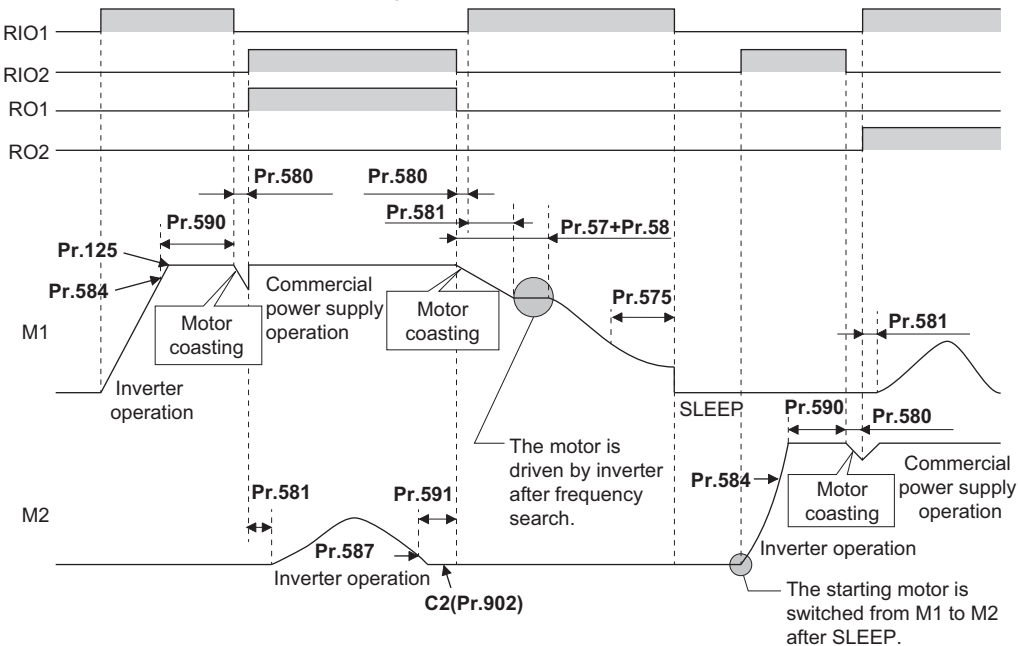 RIO1
RIO2
RO1
RO2
Pr.580
Pr.580
Pr.590
Pr.581
Pr.57+Pr.58
Pr.125
Pr.584
Pr.575
Commercial
power supply
operation
Motor
coasting
Motor
coasting
M1
Pr.581
Inverter
operation
SLEEP
Pr.590
Pr.580
The motor is
driven by inverter
after frequency
search.
Pr.584
Commercial
power supply
operation
Motor
coasting
Pr.581
Pr.591
M2
Pr.587
Inverter operation
Inverter operation
C2(Pr.902)
The starting motor is
switched from M1 to M2
after SLEEP.